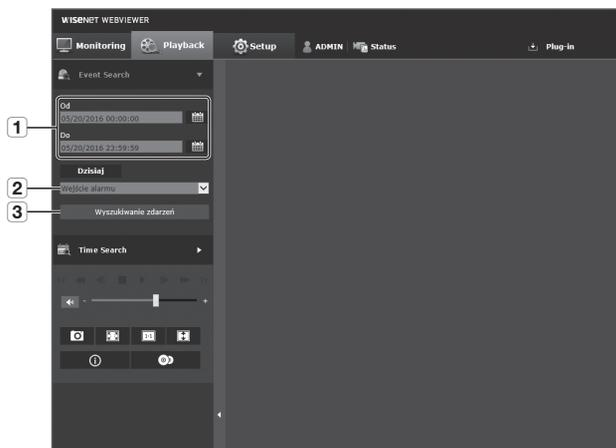 WISENET WEBVIEWER
Monitoring Playback Setup ADMIN Status Plug-in
Event Search
Od
05/20/2016 00:00:00
1
Do
05/20/2016 23:59:59
Dzisiaj
2 Wejście alarmu
3 Wyszukiwanie zdarzeń
Time Search
- +
1:1